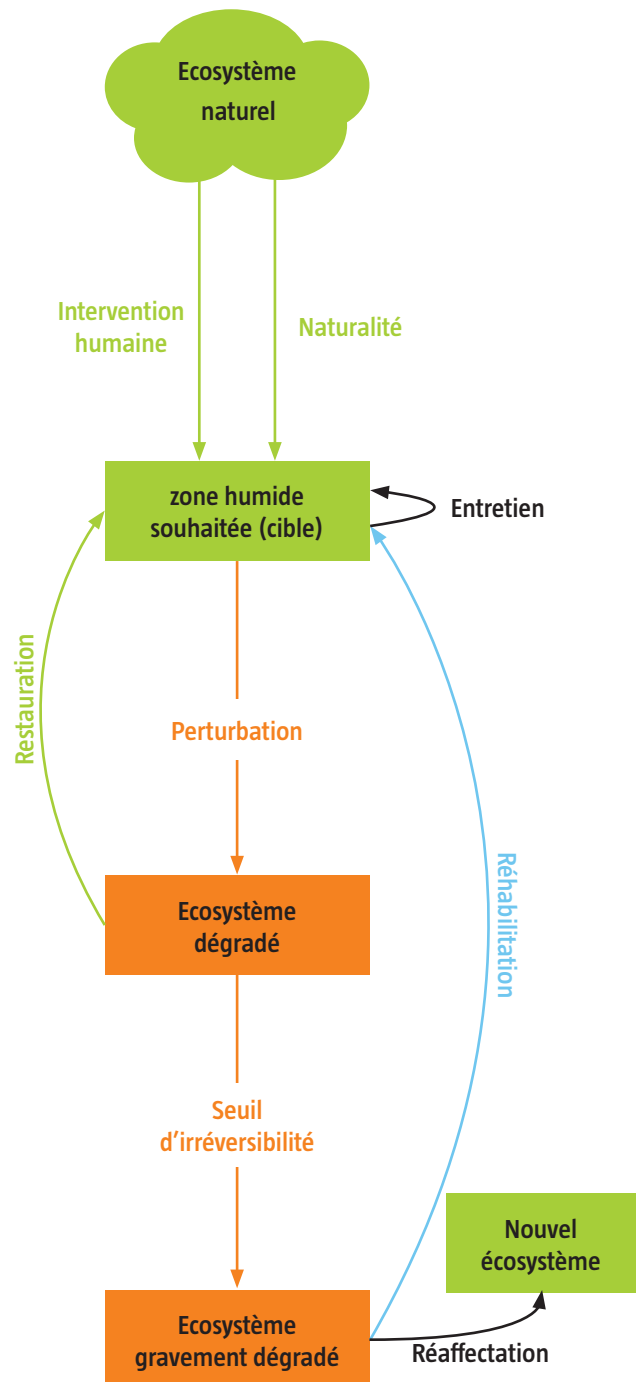 Ecosystème
naturel
Intervention
humaine
Naturalité
zone humide
souhaitée (cible)
Entretien
Restauration
Perturbation
Réhabilitation
Ecosystème
dégradé
Seuil
d'irréversibilité
Nouvel
écosystème
Ecosystème
gravement dégradé
Réaffectation